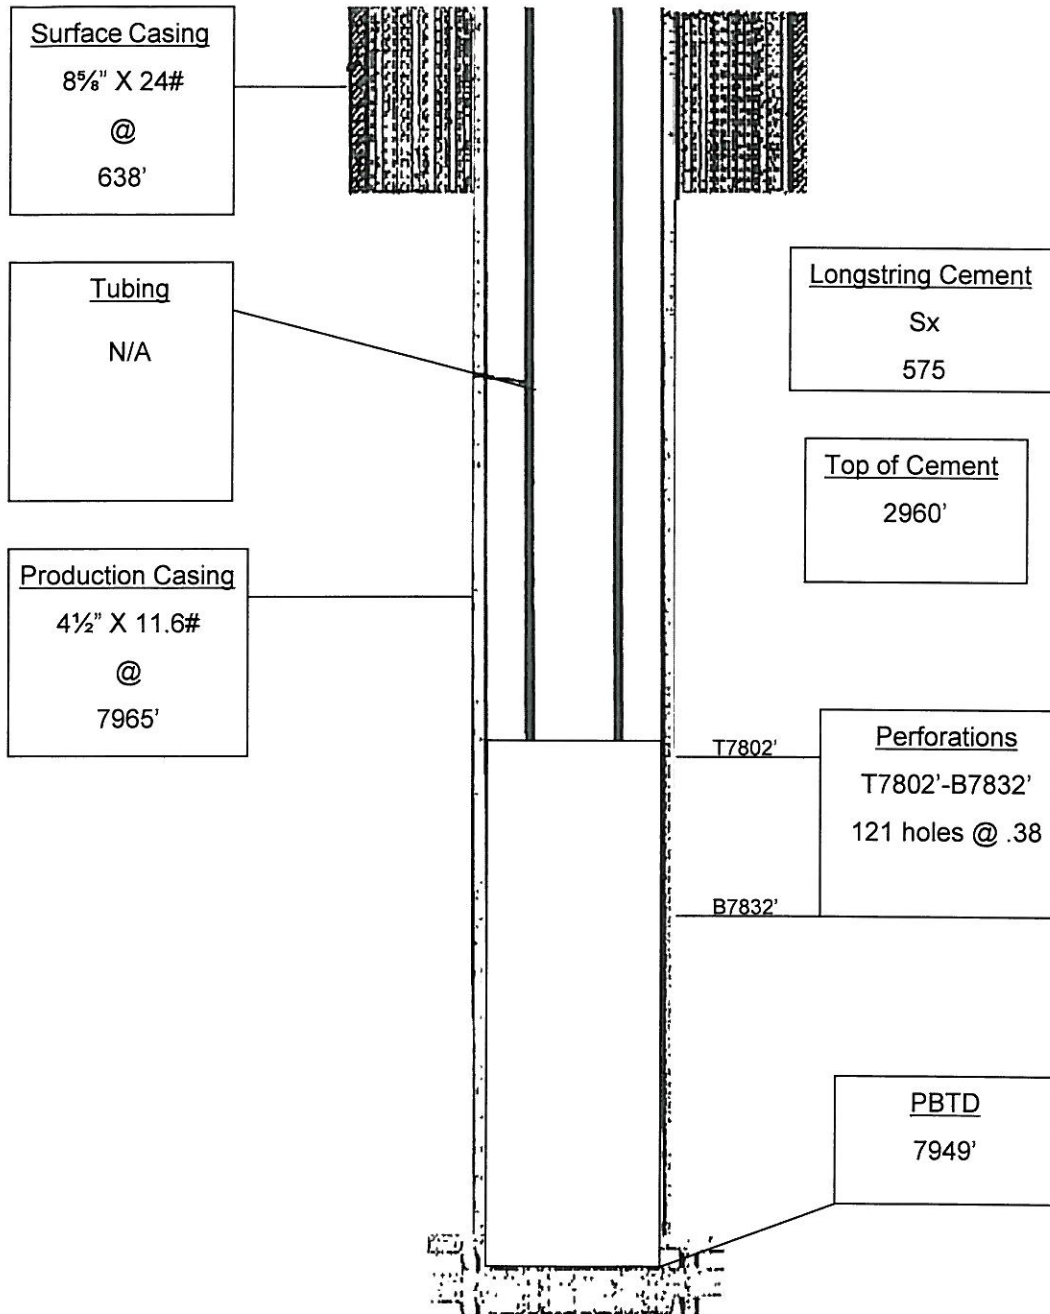 Surface Casing
8⅝" X 24#
@
638'
Tubing
N/A
Production Casing
4½" X 11.6#
@
7965'
Longstring Cement
Sx
575
Top of Cement
2960'
T7802'
Perforations
T7802'-B7832'
121 holes @ .38
B7832'
PBTD
7949'